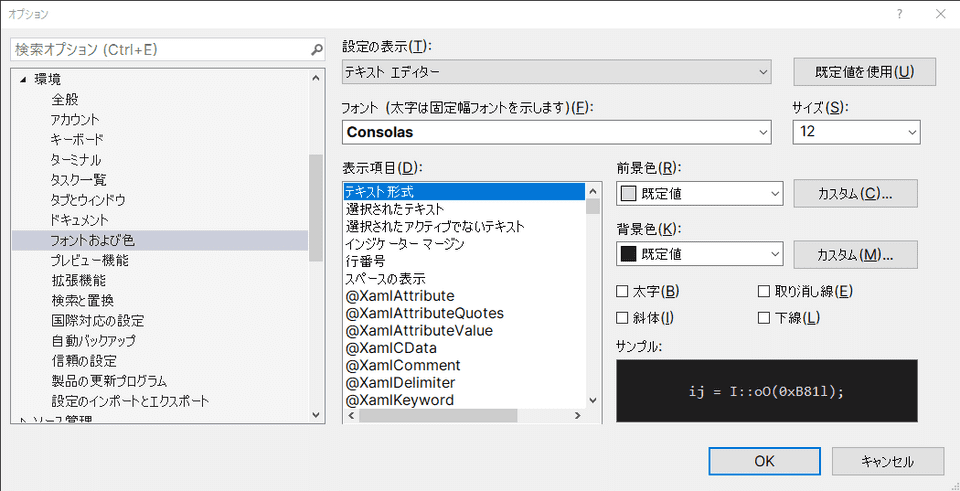 オプション
? ×
検索オプション (Ctrl+E)
環境
全般
アカウント
キーボード
ターミナル
タスク一覧
タブとウィンドウ
ドキュメント
フォントおよび色
プレビュー機能
拡張機能
検索と置換
国際対応の設定
自動バックアップ
信頼の設定
製品の更新プログラム
設定のインポートとエクスポート
ソース管理
設定の表示(T):
テキスト エディター
既定値を使用(U)
フォント (太字は固定幅フォントを示します)(F):
サイズ(S):
Consolas
12
表示項目(D):
テキスト形式
選択されたテキスト
選択されたアクティブでないテキスト
インジケーター マージン
行番号
スペースの表示
@XamlAttribute
@XamlAttributeQuotes
@XamlAttributeValue
@XamlCData
@XamlComment
@XamlDelimiter
@XamlKeyword
前景色(R):
既定値
カスタム(C)...
背景色(K):
既定値
カスタム(M)...
太字(B)
取り消し線(E)
斜体(I)
下線(L)
サンプル:
ij = I::oO(0xB81l);
OK
キャンセル